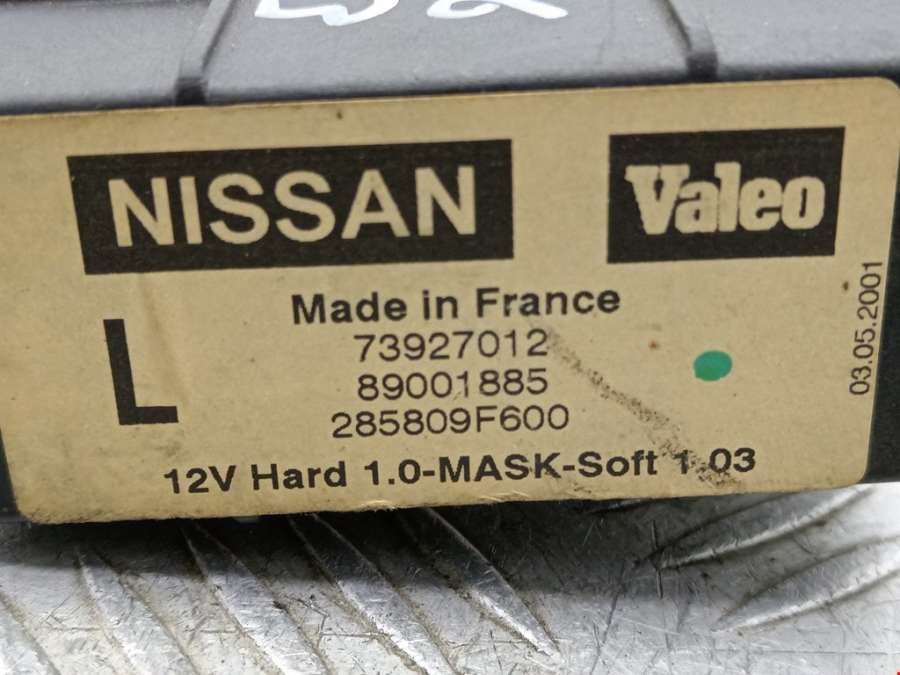 NISSAN
Valeo
Made in France
L
73927012
89001885
285809F600
12V Hard 1.0-MASK-Soft 1.03
03.05.2001